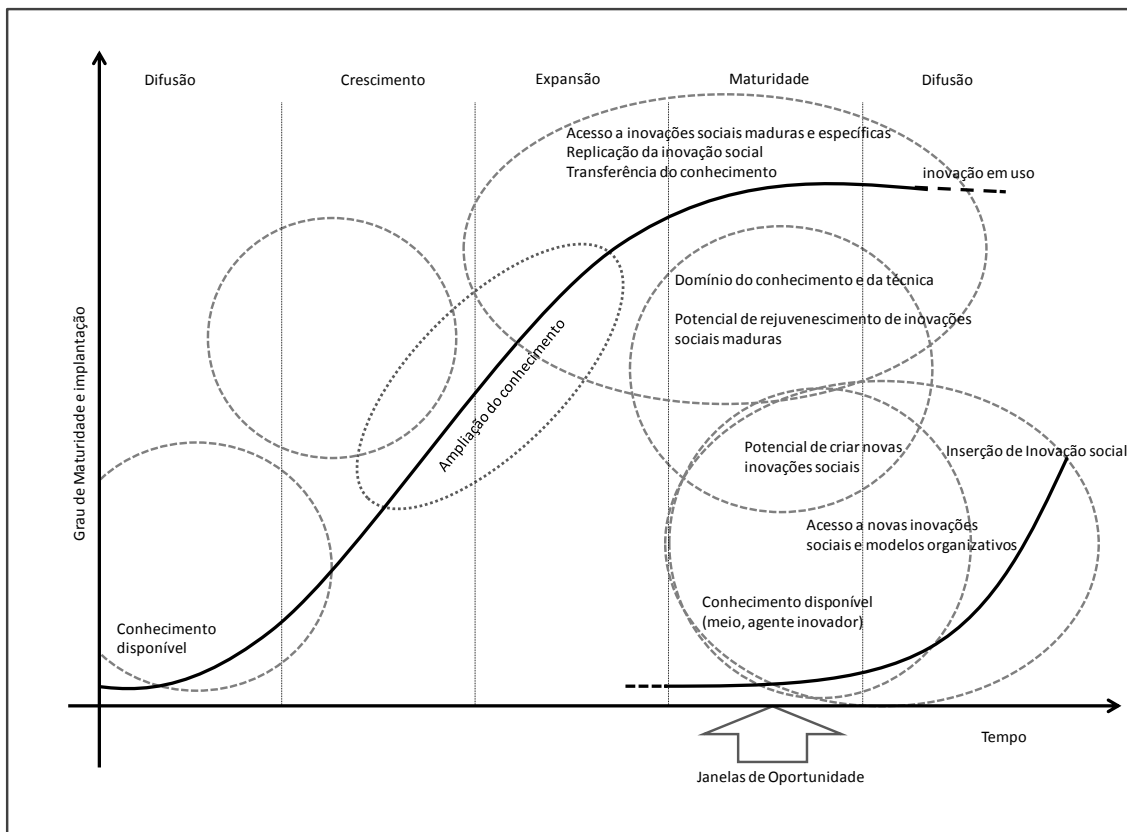 Difusão
Crescimento
Expansão
Maturidade
Difusão
Acesso a inovações sociais maduras e específicas
Replicação da inovação social
Transferência do conhecimento
inovação em uso
Domínio do conhecimento e da técnica
Potencial de rejuvenescimento de inovações
sociais maduras
Grau de Maturidade e implantação
Ampliação do conhecimento
Potencial de criar novas
inovações sociais
Inserção de Inovação social
Acesso a novas inovações
sociais e modelos organizativos
Conhecimento disponível
(meio, agente inovador)
Conhecimento
disponível
Tempo
Janelas de Oportunidade